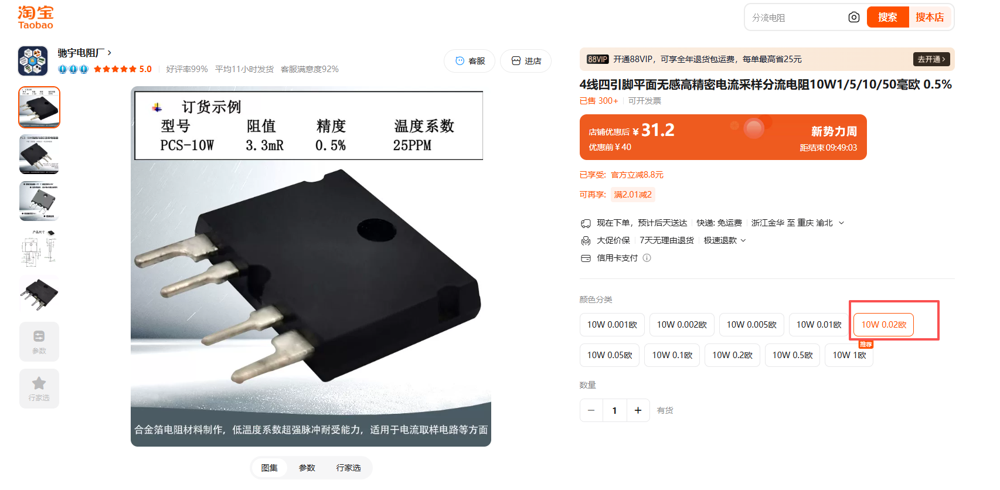 淘宝
Taobao
分流电阻
搜索
搜本店
驰宇电阻厂
5.0
好评率99%
平均11小时发货
客服满意度92%
客服
进店
订货示例
型号 阻值 精度 温度系数
PCS-10W 3.3mR 0.5% 25PPM
合金箔电阻材料制作，低温度系数超强脉冲耐受能力，适用于电流取样电路等方面
产品尺寸
参数
行家选
图集
参数
行家选
88VIP 开通88VIP，可享全年退货包运费，每单最高省25元
去开通
4线四引脚平面无感高精密电流采样分流电阻10W1/5/10/50毫欧 0.5%
已售 300+
可开发票
店铺优惠后 ¥ 31.2
新势力周
优惠前 ¥ 40
距结束 09:49:03
已享受: 官方立减8.8元
可再享: 满2.01减2
现在下单，预计后天送达 快递: 免运费 浙江金华 至 重庆 渝北
大促价保 7天无理由退货 极速退款
信用卡支付
颜色分类
10W 0.001欧
10W 0.002欧
10W 0.005欧
10W 0.01欧
10W 0.02欧
推荐
10W 0.05欧
10W 0.1欧
10W 0.2欧
10W 0.5欧
10W 1欧
数量
1
有货